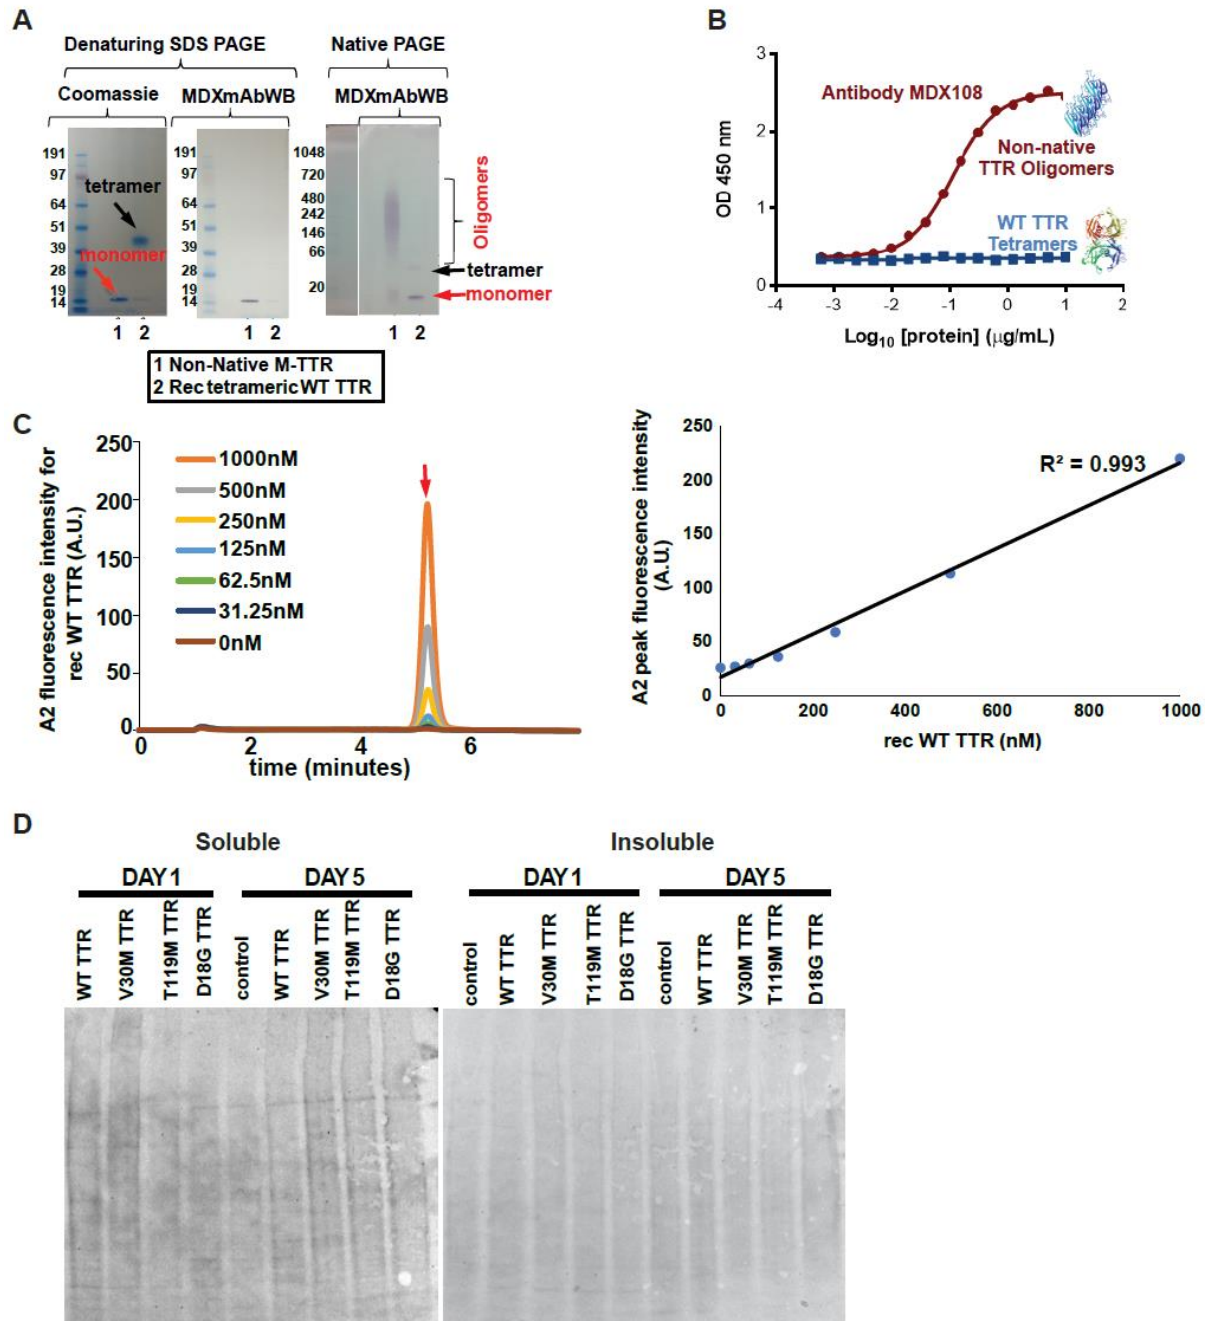 A
Denaturing SDS PAGE
Native PAGE
Coomassie
MDXmAbWB
MDXmAbWB
191
97
64
51
39
28
19
14
tetramer
monomer
191
97
64
51
39
28
19
14
1048
720
480
242
146
66
20
Oligomers
tetramer
monomer
1 2
1 2
1 2
1 Non-Native M-TTR
2 Rec tetrameric WT TTR
B
OD 450 nm
3
2
1
0
Antibody MDX108
Non-native
TTR Oligomers
WT TTR
Tetramers
-4 -3 -2 -1 0 1 2
Log10 [protein] (μg/mL)
C
A2 fluorescence intensity for
rec WT TTR (A.U.)
250
200
150
100
50
0
1000nM
500nM
250nM
125nM
62.5nM
31.25nM
0nM
0 2 4 6
time (minutes)
A2 peak fluorescence intensity
(A.U.)
250
200
150
100
50
0
R² = 0.993
0 200 400 600 800 1000
rec WT TTR (nM)
D
Soluble
Insoluble
DAY 1
DAY 5
DAY 1
DAY 5
WT TTR
V30M TTR
T119M TTR
D18G TTR
control
WT TTR
V30M TTR
T119M TTR
D18G TTR
control
WT TTR
V30M TTR
T119M TTR
D18G TTR
control
WT TTR
V30M TTR
T119M TTR
D18G TTR